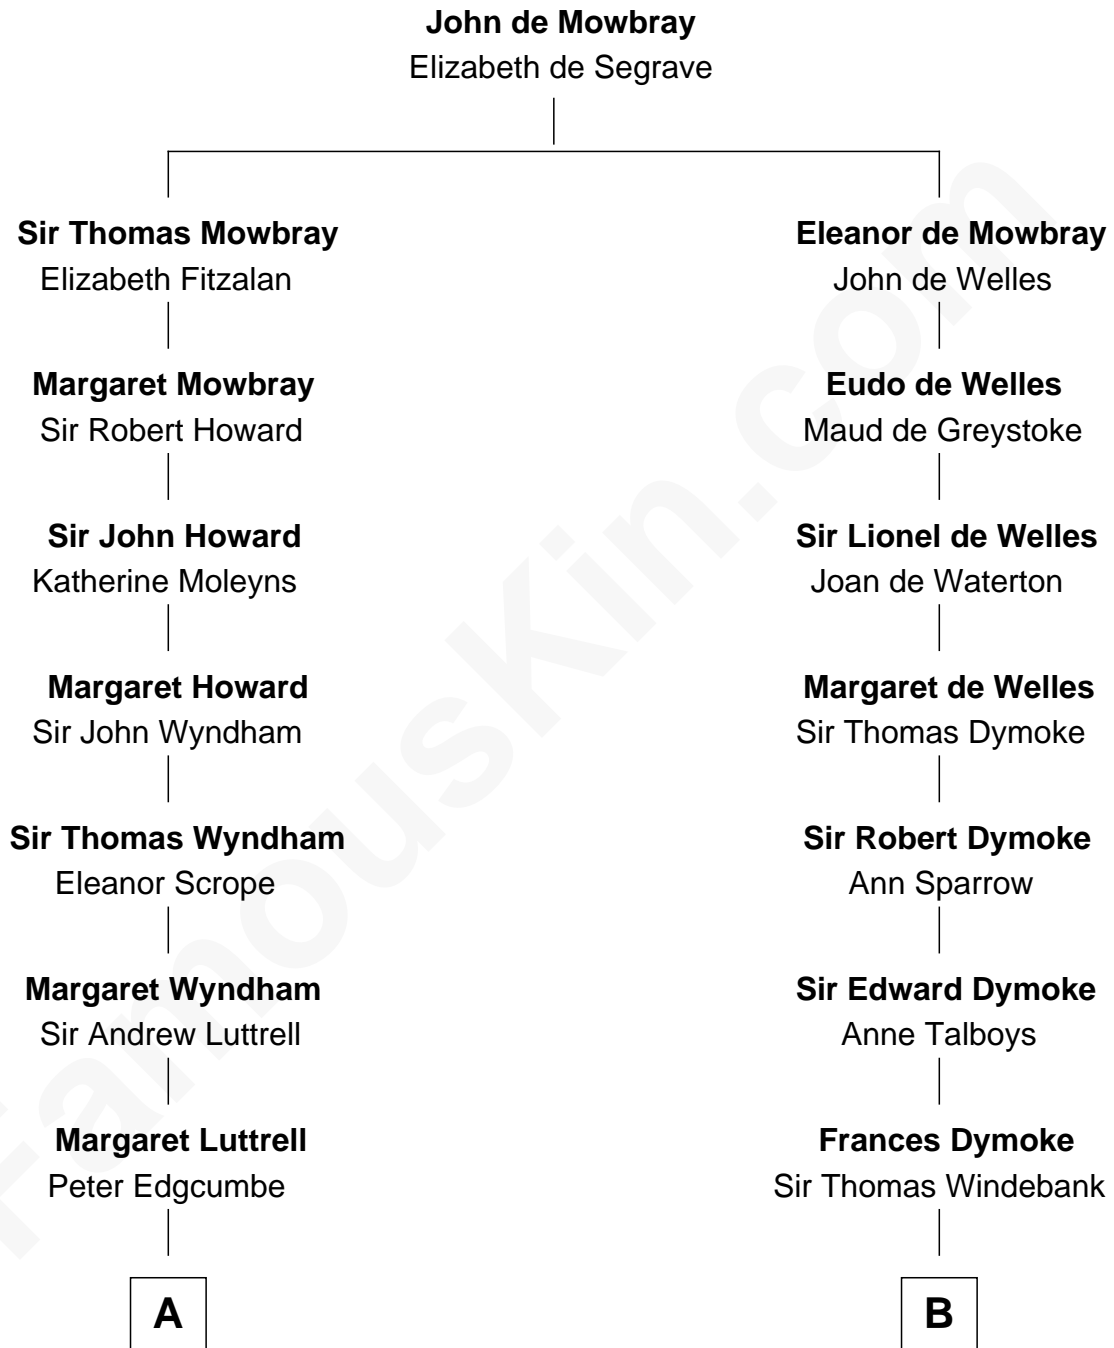 John de Mowbray
Elizabeth de Segrave
Sir Thomas Mowbray
Elizabeth Fitzalan
Eleanor de Mowbray
John de Welles
Margaret Mowbray
Sir Robert Howard
Eudo de Welles
Maud de Greystoke
Sir John Howard
Katherine Moleyns
Sir Lionel de Welles
Joan de Waterton
Margaret Howard
Sir John Wyndham
Margaret de Welles
Sir Thomas Dymoke
Sir Thomas Wyndham
Eleanor Scrope
Sir Robert Dymoke
Ann Sparrow
Margaret Wyndham
Sir Andrew Luttrell
Sir Edward Dymoke
Anne Talboys
Margaret Luttrell
Peter Edgcumbe
Frances Dymoke
Sir Thomas Windebank
A
B
FamousKin.com